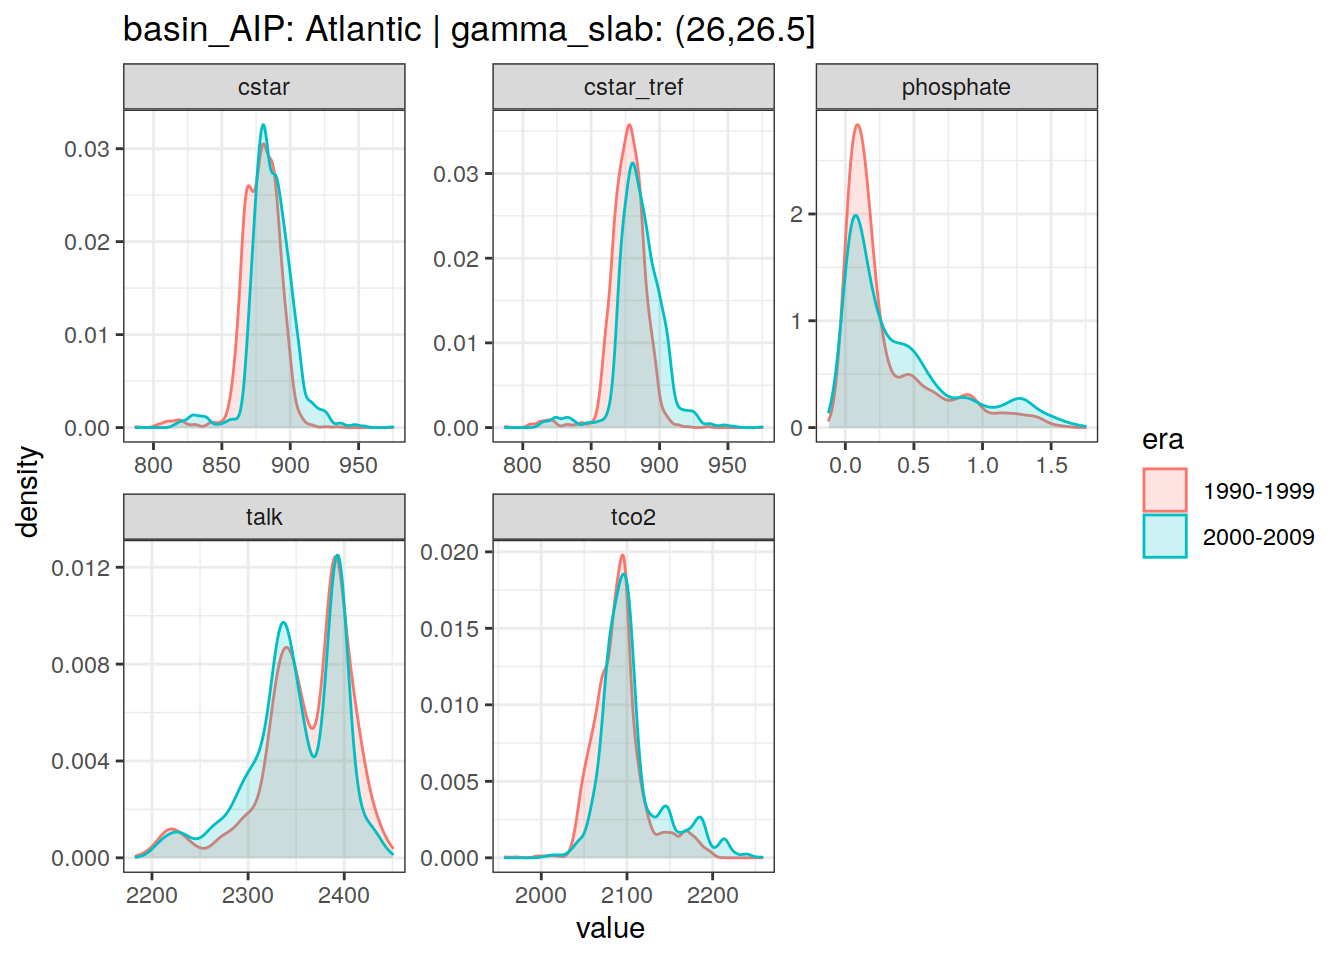 basin_AIP: Atlantic | gamma_slab: (26,26.5]
cstar
cstar_tref
phosphate
0.03
0.02
0.01
0.00
800 850 900 950
0.03
0.02
0.01
0.00
800 850 900 950
2
1
0
0.0 0.5 1.0 1.5
density
talk
tco2
0.012
0.008
0.004
0.000
2200 2300 2400
0.020
0.015
0.010
0.005
0.000
2000 2100 2200
value
era
1990-1999
2000-2009